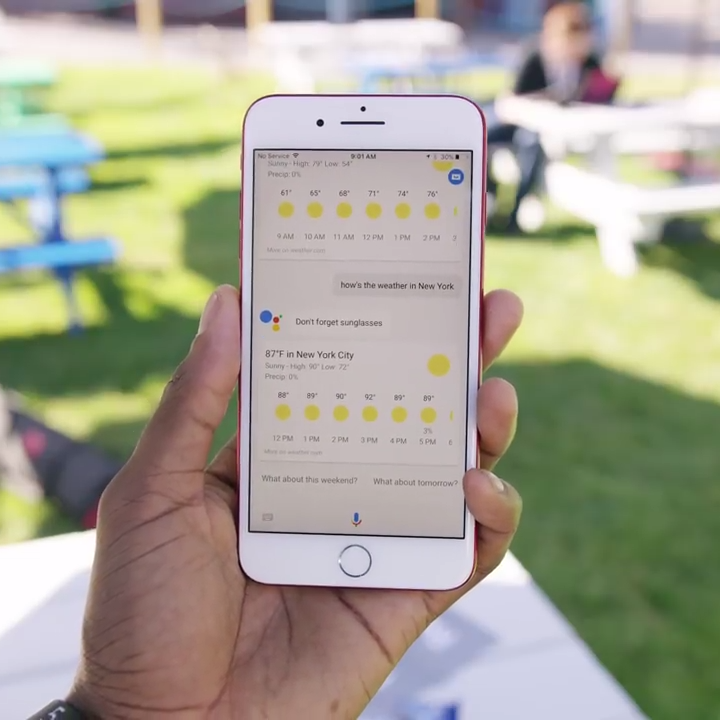 No Service 9:01 AM 30%
Sunny · High: 79° Low: 54°
Precip: 0%
61° 65° 68° 71° 74° 76°
9 AM 10 AM 11 AM 12 PM 1 PM 2 PM 3
More on weather.com
how's the weather in New York
Don't forget sunglasses
87°F in New York City
Sunny · High: 90° Low: 72°
Precip: 0%
88° 89° 90° 92° 89° 89°
3%
12 PM 1 PM 2 PM 3 PM 4 PM 5 PM 6
More on weather.com
What about this weekend? What about tomorrow?